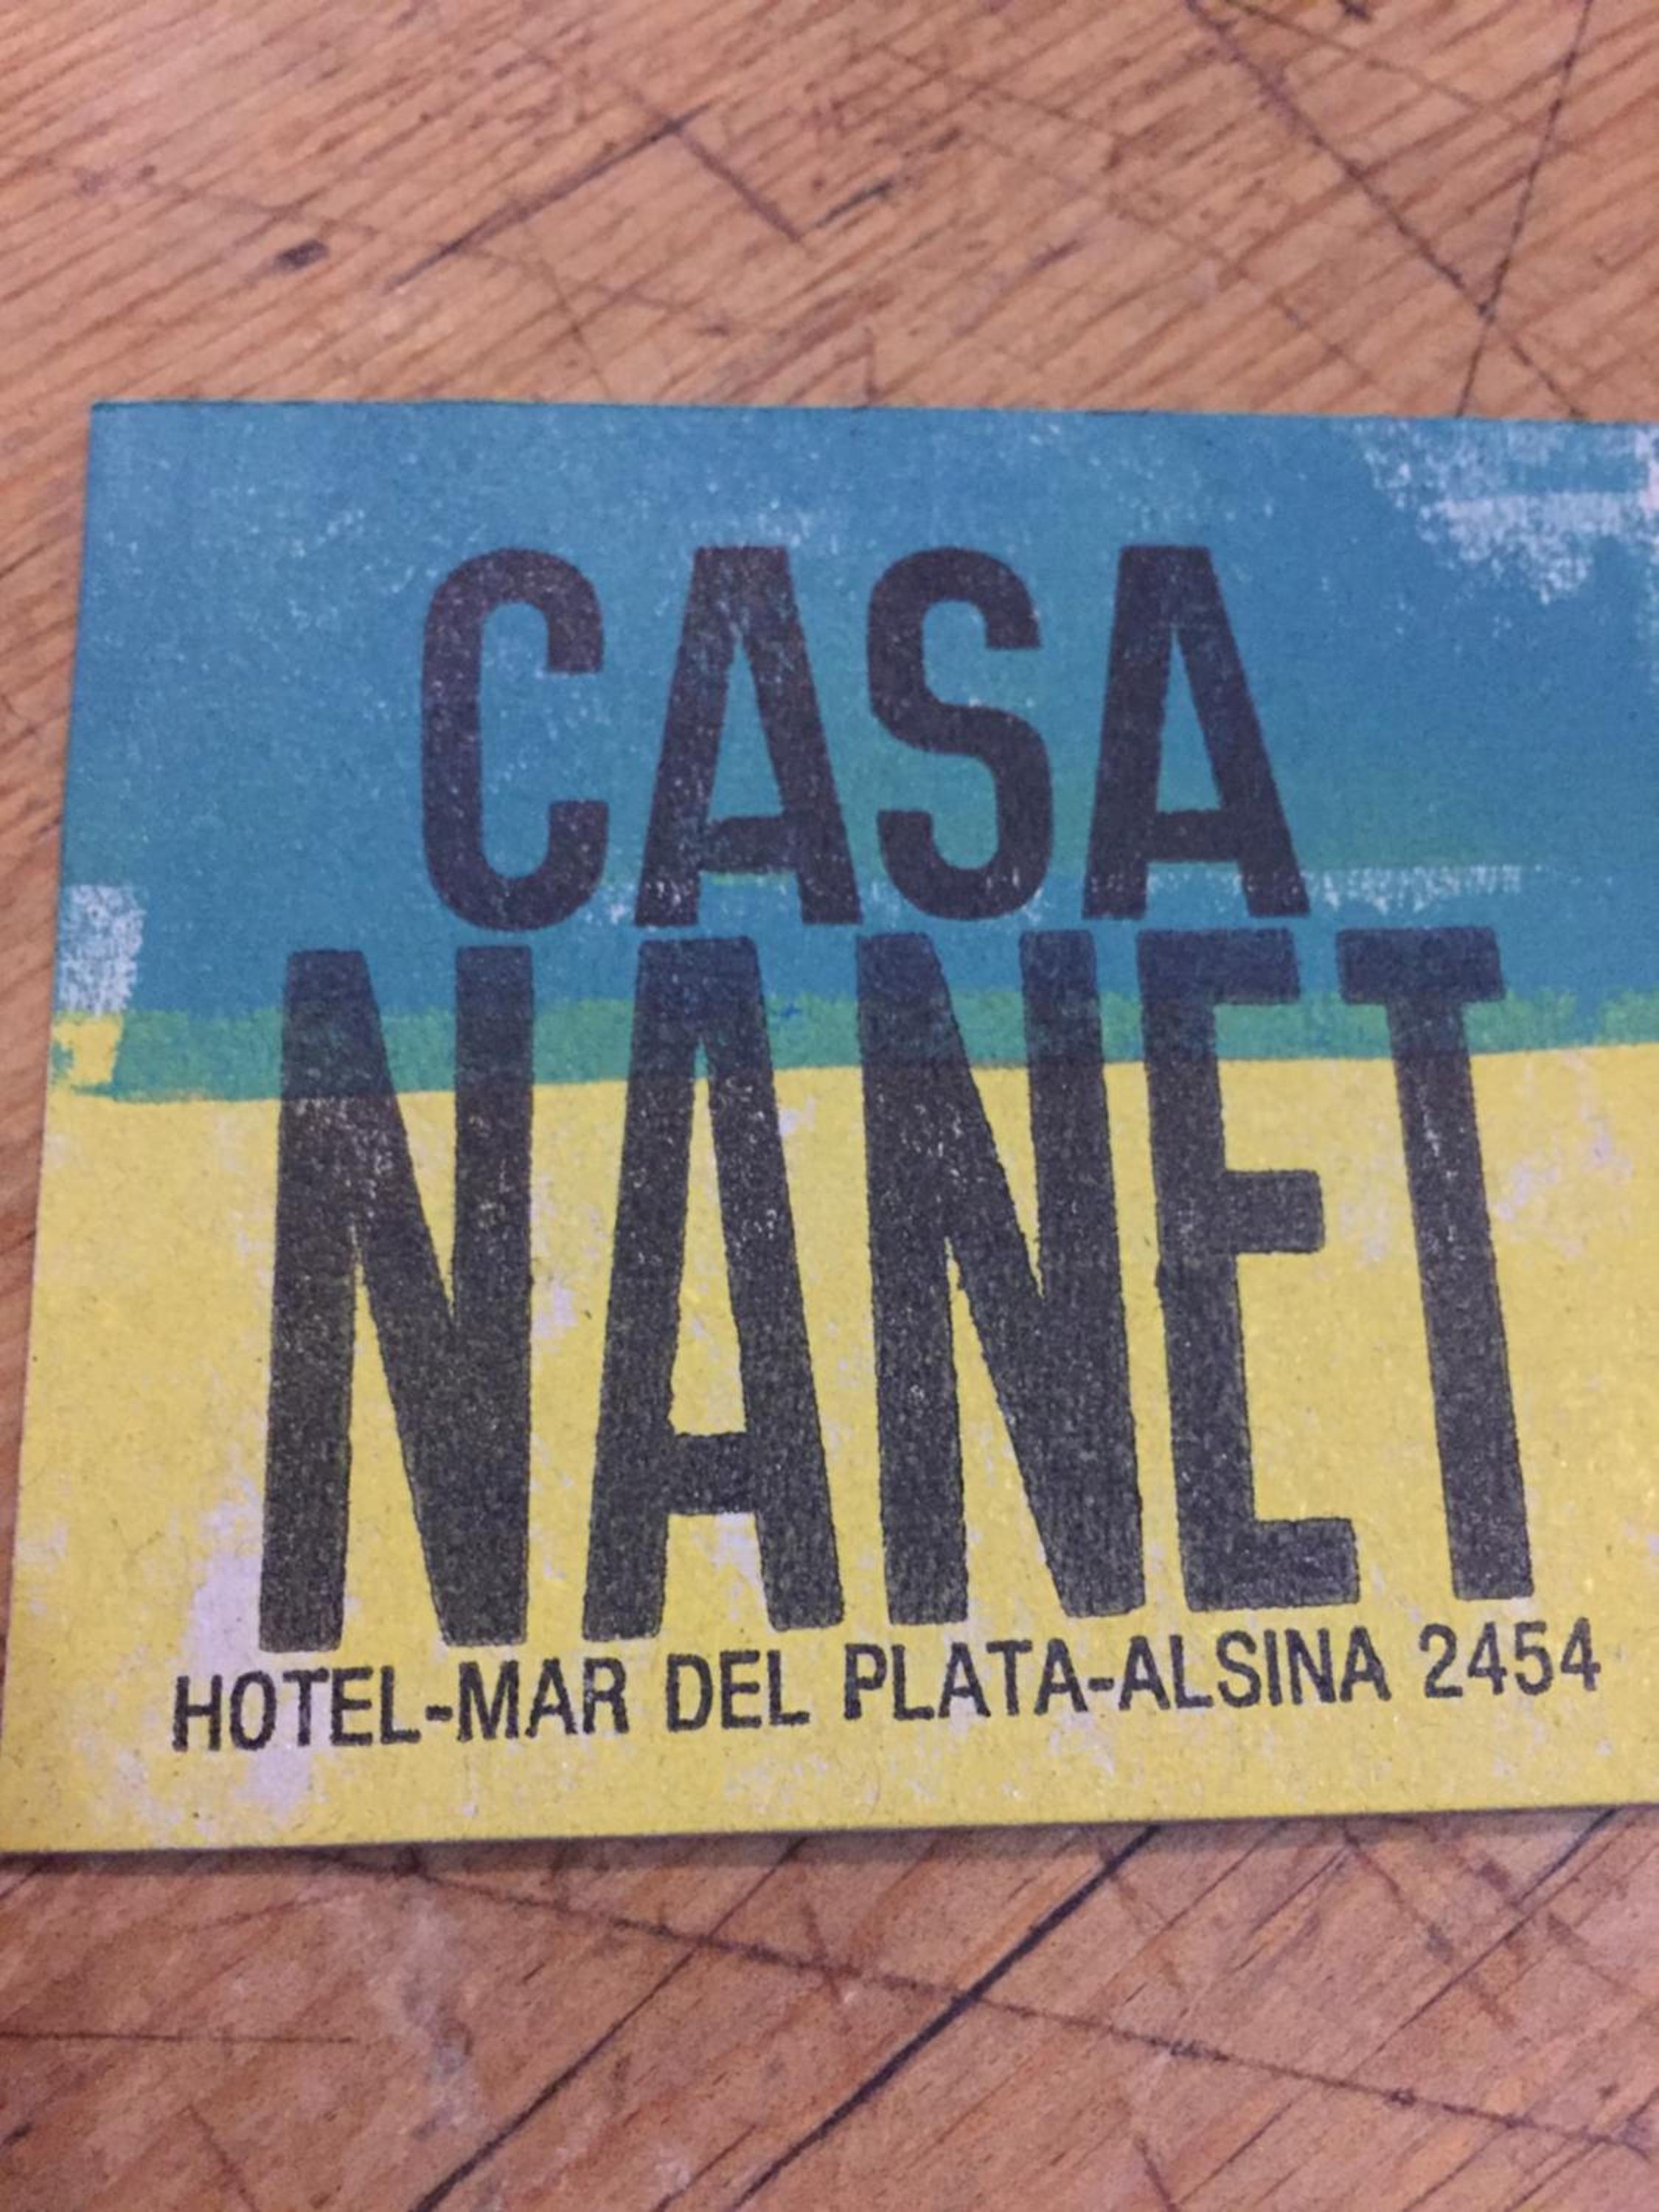 CASA
NANET
HOTEL-MAR DEL PLATA-ALSINA 2454